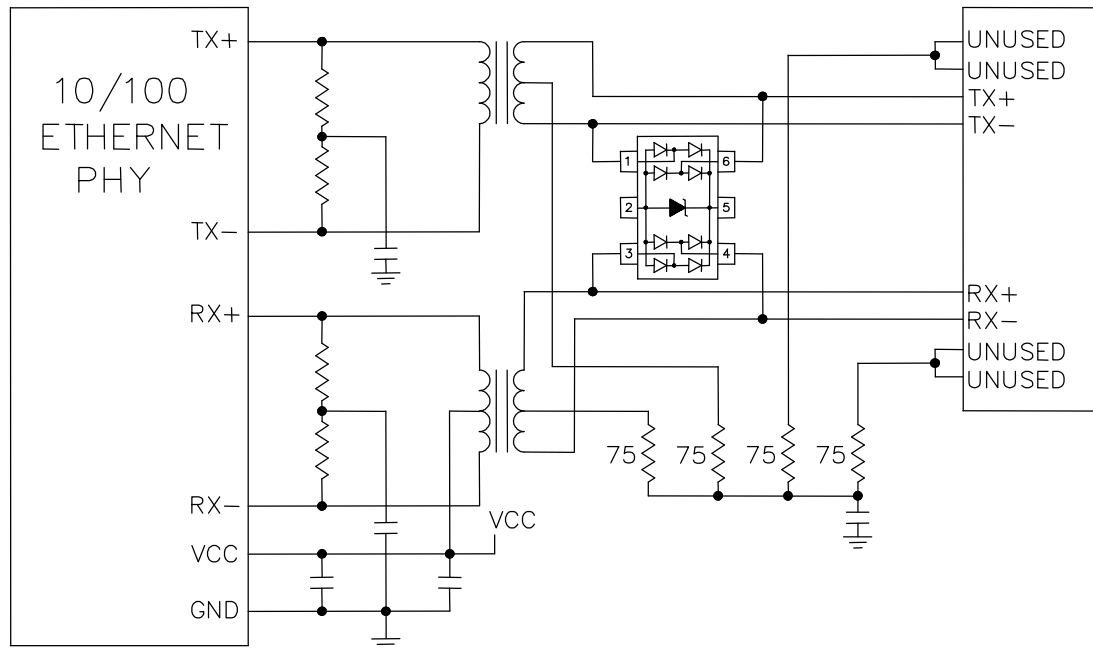 10/100
ETHERNET
PHY
TX+
TX-
RX+
RX-
VCC
GND
VCC
1
2
3
6
5
4
75
75
75
75
UNUSED
UNUSED
TX+
TX-
RX+
RX-
UNUSED
UNUSED